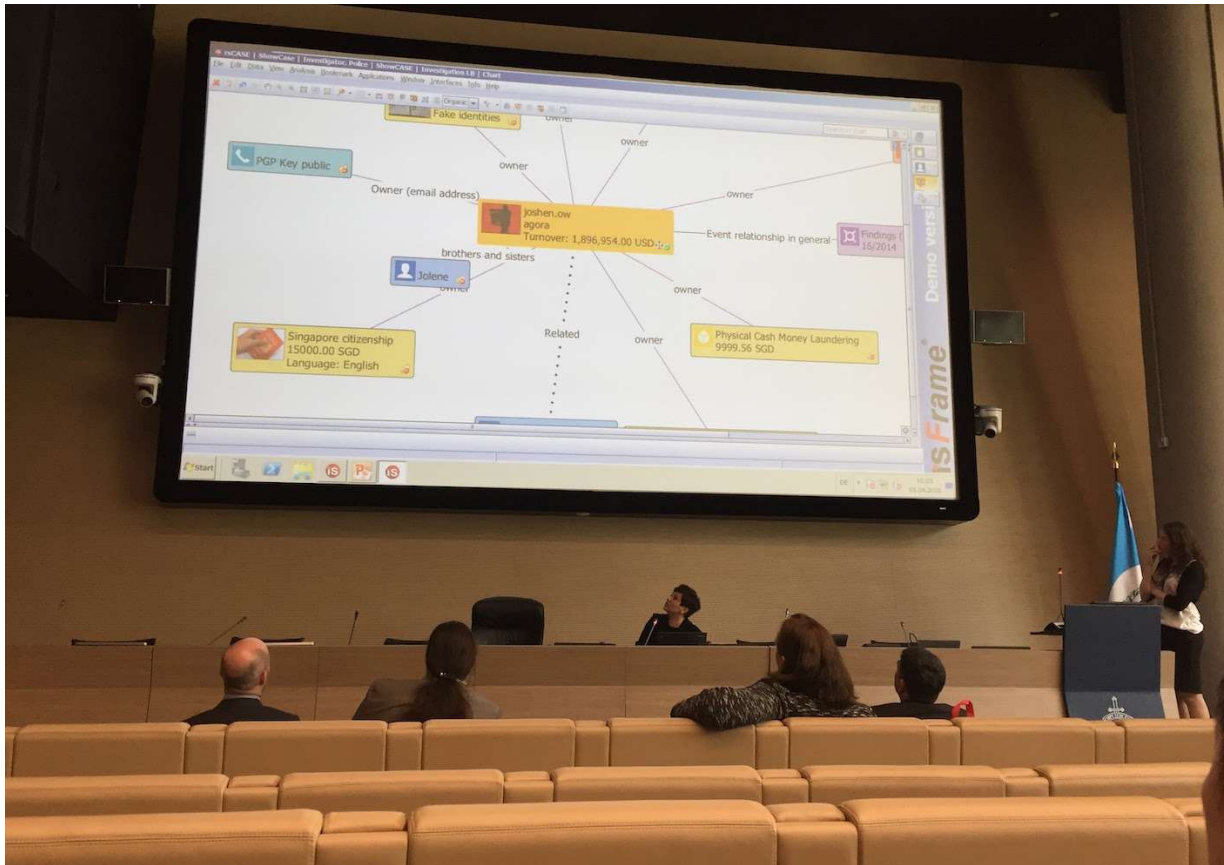 rsCASE | ShowCase | Investigator, Police | ShowCASE | Investigation LB | Chart
File Edit Data View Analysis Bookmark Applications Window Interfaces Info Help
Organic
Fake identities
owner
owner
owner
PGP Key public
Owner (email address)
owner
joshen.ow
agora
Turnover: 1,896,954.00 USD
Event relationship in general
Findings (
16/2014
brothers and sisters
Jolene
owner
owner
Singapore citizenship
15000.00 SGD
Language: English
Related
owner
Physical Cash Money Laundering
9999.56 SGD
rsFrame Demo versi
Start
iS
iS
DE